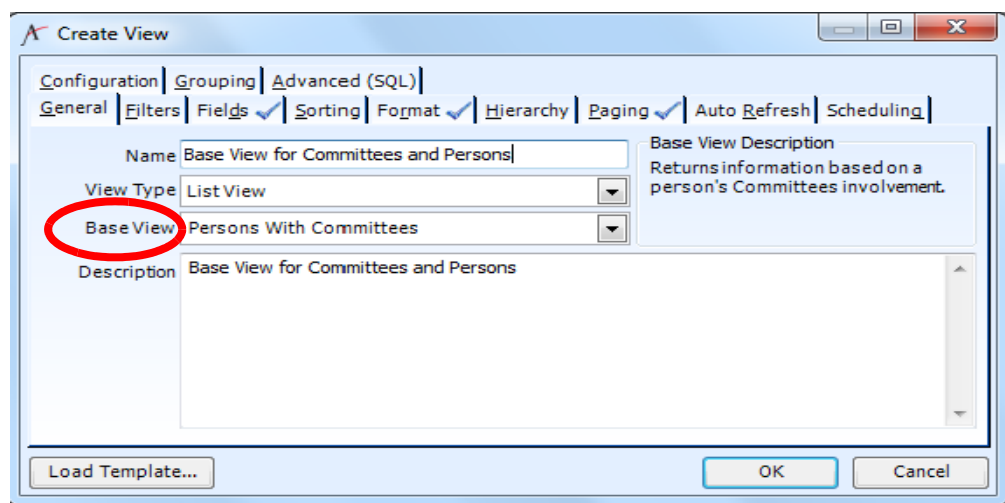 Create View
Configuration Grouping Advanced (SQL)
General Filters Fields Sorting Format Hierarchy Paging Auto Refresh Scheduling
Name Base View for Committees and Persons
Base View Description
Returns information based on a
person's Committees involvement.
View Type List View
Base View Persons With Committees
Description Base View for Committees and Persons
Load Template... OK Cancel